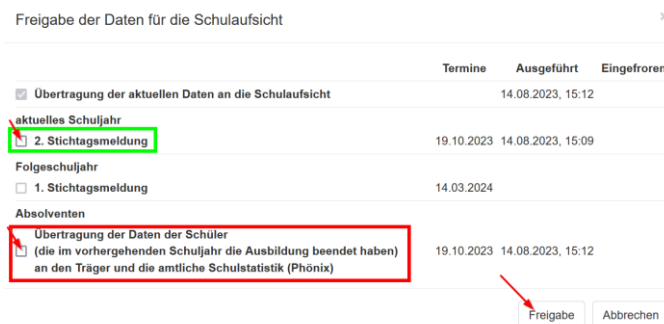 Freigabe der Daten für die Schulaufsicht
Termine Ausgeführt Eingefroren
Übertragung der aktuellen Daten an die Schulaufsicht 14.08.2023, 15:12
aktuelles Schuljahr
2. Stichtagsmeldung 19.10.2023 14.08.2023, 15:09
Folgeschuljahr
1. Stichtagsmeldung 14.03.2024
Absolventen
Übertragung der Daten der Schüler
(die im vorhergehenden Schuljahr die Ausbildung beendet haben) 19.10.2023 14.08.2023, 15:12
an den Träger und die amtliche Schulstatistik (Phönix)
Freigabe Abbrechen